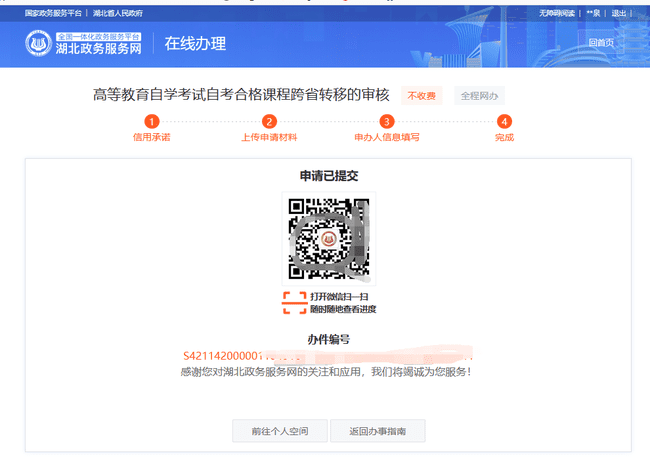 国家政务服务平台 | 湖北省人民政府
无障碍阅读 | **泉 | 退出 |
全国一体化政务服务平台
湖北政务服务网
在线办理
回首页
高等教育自学考试自考合格课程跨省转移的审核 不收费 全程网办
1 2 3 4
信用承诺 上传申请材料 申办人信息填写 完成
申请已提交
打开微信扫一扫
随时随地查看进度
办件编号
S421142000001
感谢您对湖北政务服务网的关注和应用，我们将竭诚为您服务！
前往个人空间 返回办事指南